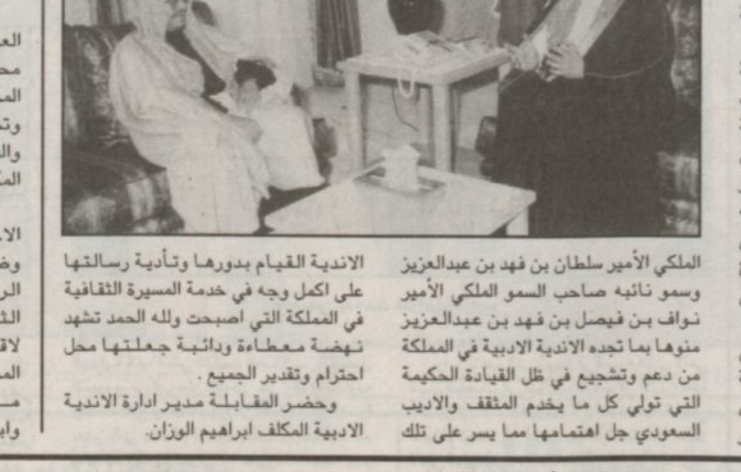 الملكي الأمير سلطان بن فهد بن عبدالعزيز
وسمو نائبه صاحب السمو الملكي الأمير
نواف بن فيصل بن فهد بن عبدالعزيز
منوها بما تجده الاندية الادبية في المملكة
من دعم وتشجيع في ظل القيادة الحكيمة
التي تولي كل ما يخدم المثقف والاديب
السعودي جل اهتمامها مما يسر على تلك
الاندية القيام بدورها وتأدية رسالتها
على اكمل وجه في خدمة المسيرة الثقافية
في المملكة التي اصبحت ولله الحمد تشهد
نهضة معطاءة ودائبة جعلتها محل
احترام وتقدير الجميع .
وحضر المقابلة مدير ادارة الاندية
الادبية المكلف ابراهيم الوزان.